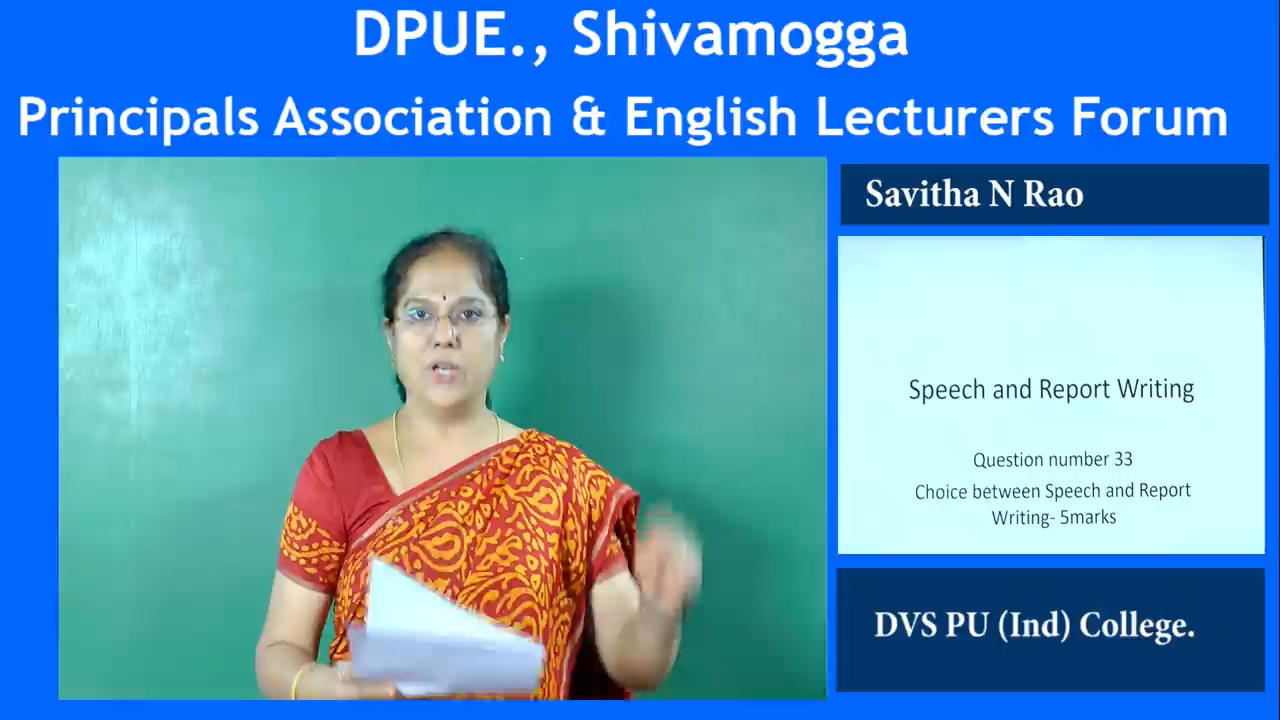 DPUE., Shivamogga
Principals Association & English Lecturers Forum
Savitha N Rao
Speech and Report Writing
Question number 33
Choice between Speech and Report
Writing- 5marks
DVS PU (Ind) College.